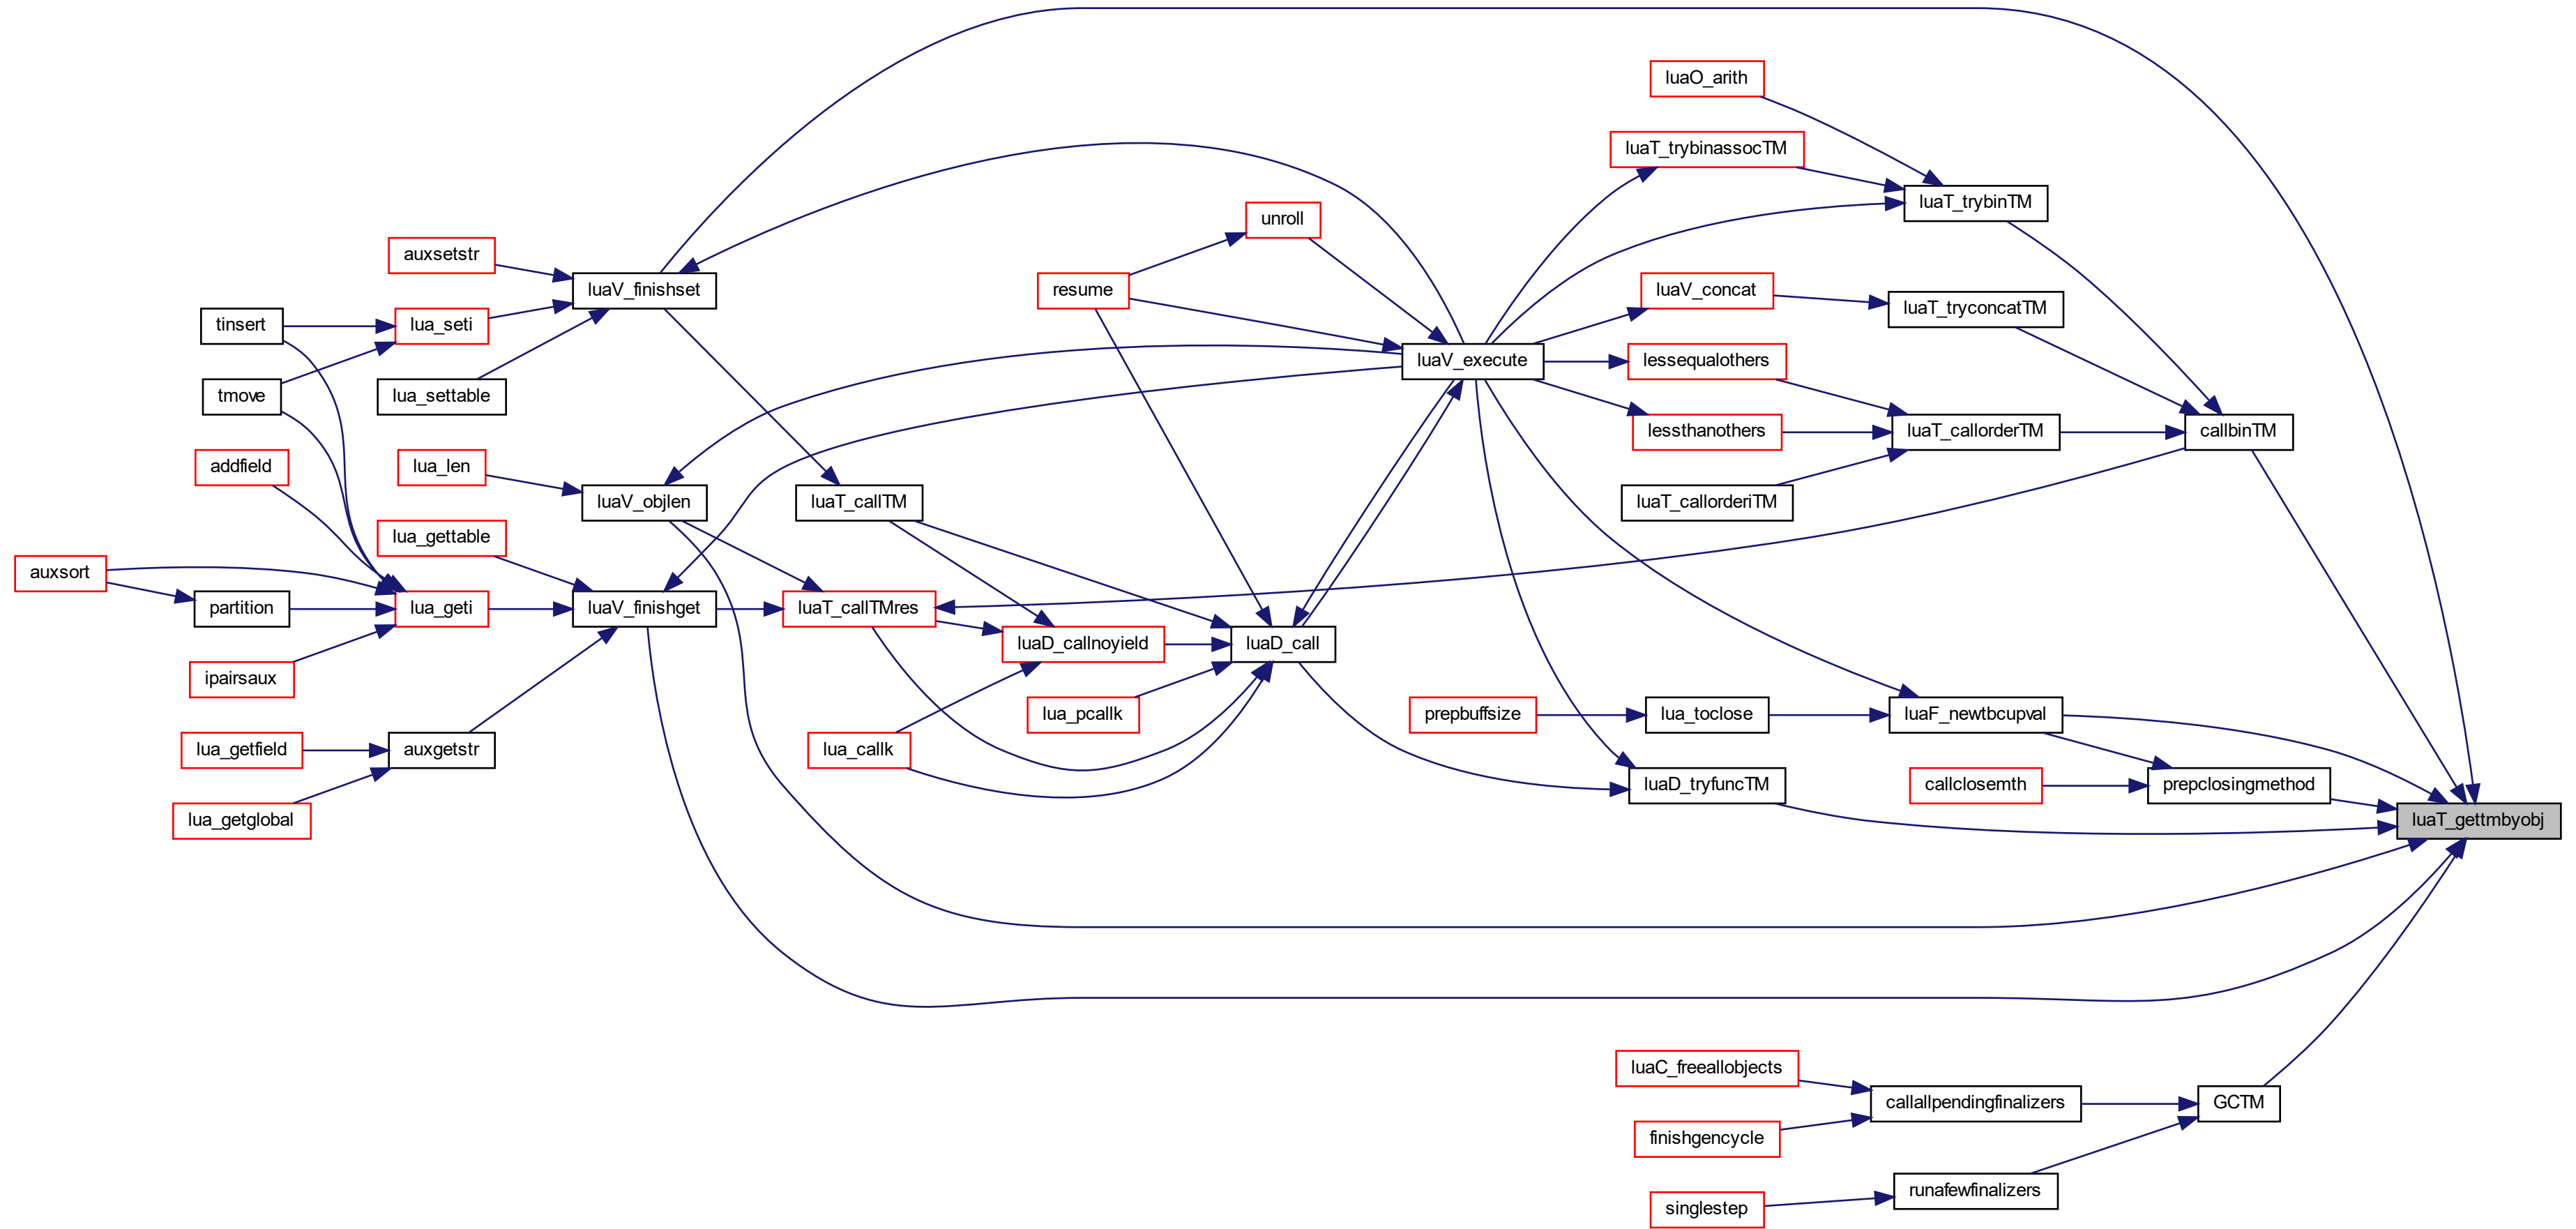 luaO_arith
luaT_trybinassocTM
luaT_trybinTM
unroll
auxsetstr
luaV_finishset
resume
luaV_concat
luaT_tryconcatTM
tinsert
lua_seti
luaV_execute
lessequalothers
tmove
lua_settable
lessthanothers
luaT_callorderTM
callbinTM
addfield
lua_len
luaV_objlen
luaT_callTM
luaT_callorderiTM
lua_gettable
auxsort
partition
lua_geti
luaV_finishget
luaT_callTMres
luaD_callnoyield
luaD_call
ipairsaux
lua_pcallk
prepbuffsize
lua_toclose
luaF_newtbcupval
lua_getfield
auxgetstr
lua_callk
luaD_tryfuncTM
callclosemth
prepclosingmethod
lua_getglobal
luaT_gettmbyobj
luaC_freeallobjects
callallpendingfinalizers
GCTM
finishgencycle
runafewfinalizers
singlestep